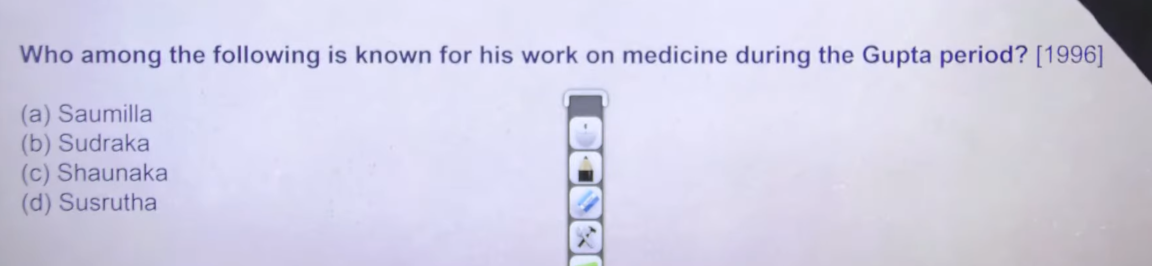 Who among the following is known for his work on medicine during the Gupta period? [1996]
(a) Saumilla
(b) Sudraka
(c) Shaunaka
(d) Susrutha